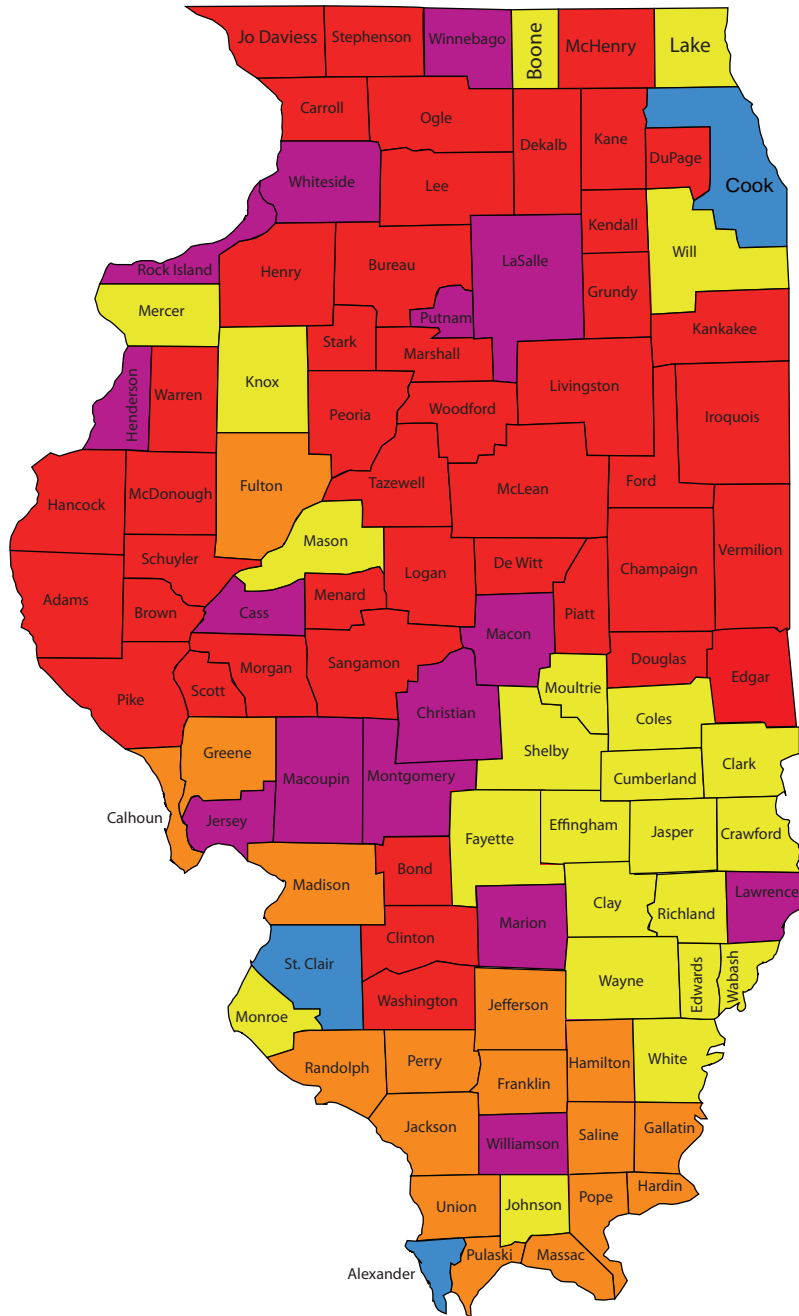 Jo Daviess
Stephenson
Winnebago
Boone
McHenry
Lake
Carroll
Ogle
Dekalb
Kane
DuPage
Cook
Whiteside
Lee
Kendall
Will
Rock Island
Henry
Bureau
LaSalle
Grundy
Mercer
Putnam
Kankakee
Stark
Marshall
Knox
Henderson
Warren
Peoria
Woodford
Livingston
Iroquois
Hancock
McDonough
Fulton
Tazewell
McLean
Ford
Mason
Vermilion
Schuyler
Logan
De Witt
Champaign
Adams
Brown
Cass
Menard
Piatt
Macon
Pike
Scott
Morgan
Sangamon
Douglas
Edgar
Moultrie
Christian
Coles
Greene
Macoupin
Montgomery
Shelby
Cumberland
Clark
Calhoun
Jersey
Fayette
Effingham
Jasper
Crawford
Madison
Bond
Clay
Richland
Lawrence
Marion
Clinton
St. Clair
Wayne
Edwards
Wabash
Monroe
Washington
Jefferson
Randolph
Perry
Franklin
Hamilton
White
Jackson
Williamson
Saline
Gallatin
Union
Johnson
Pope
Hardin
Alexander
Pulaski
Massac